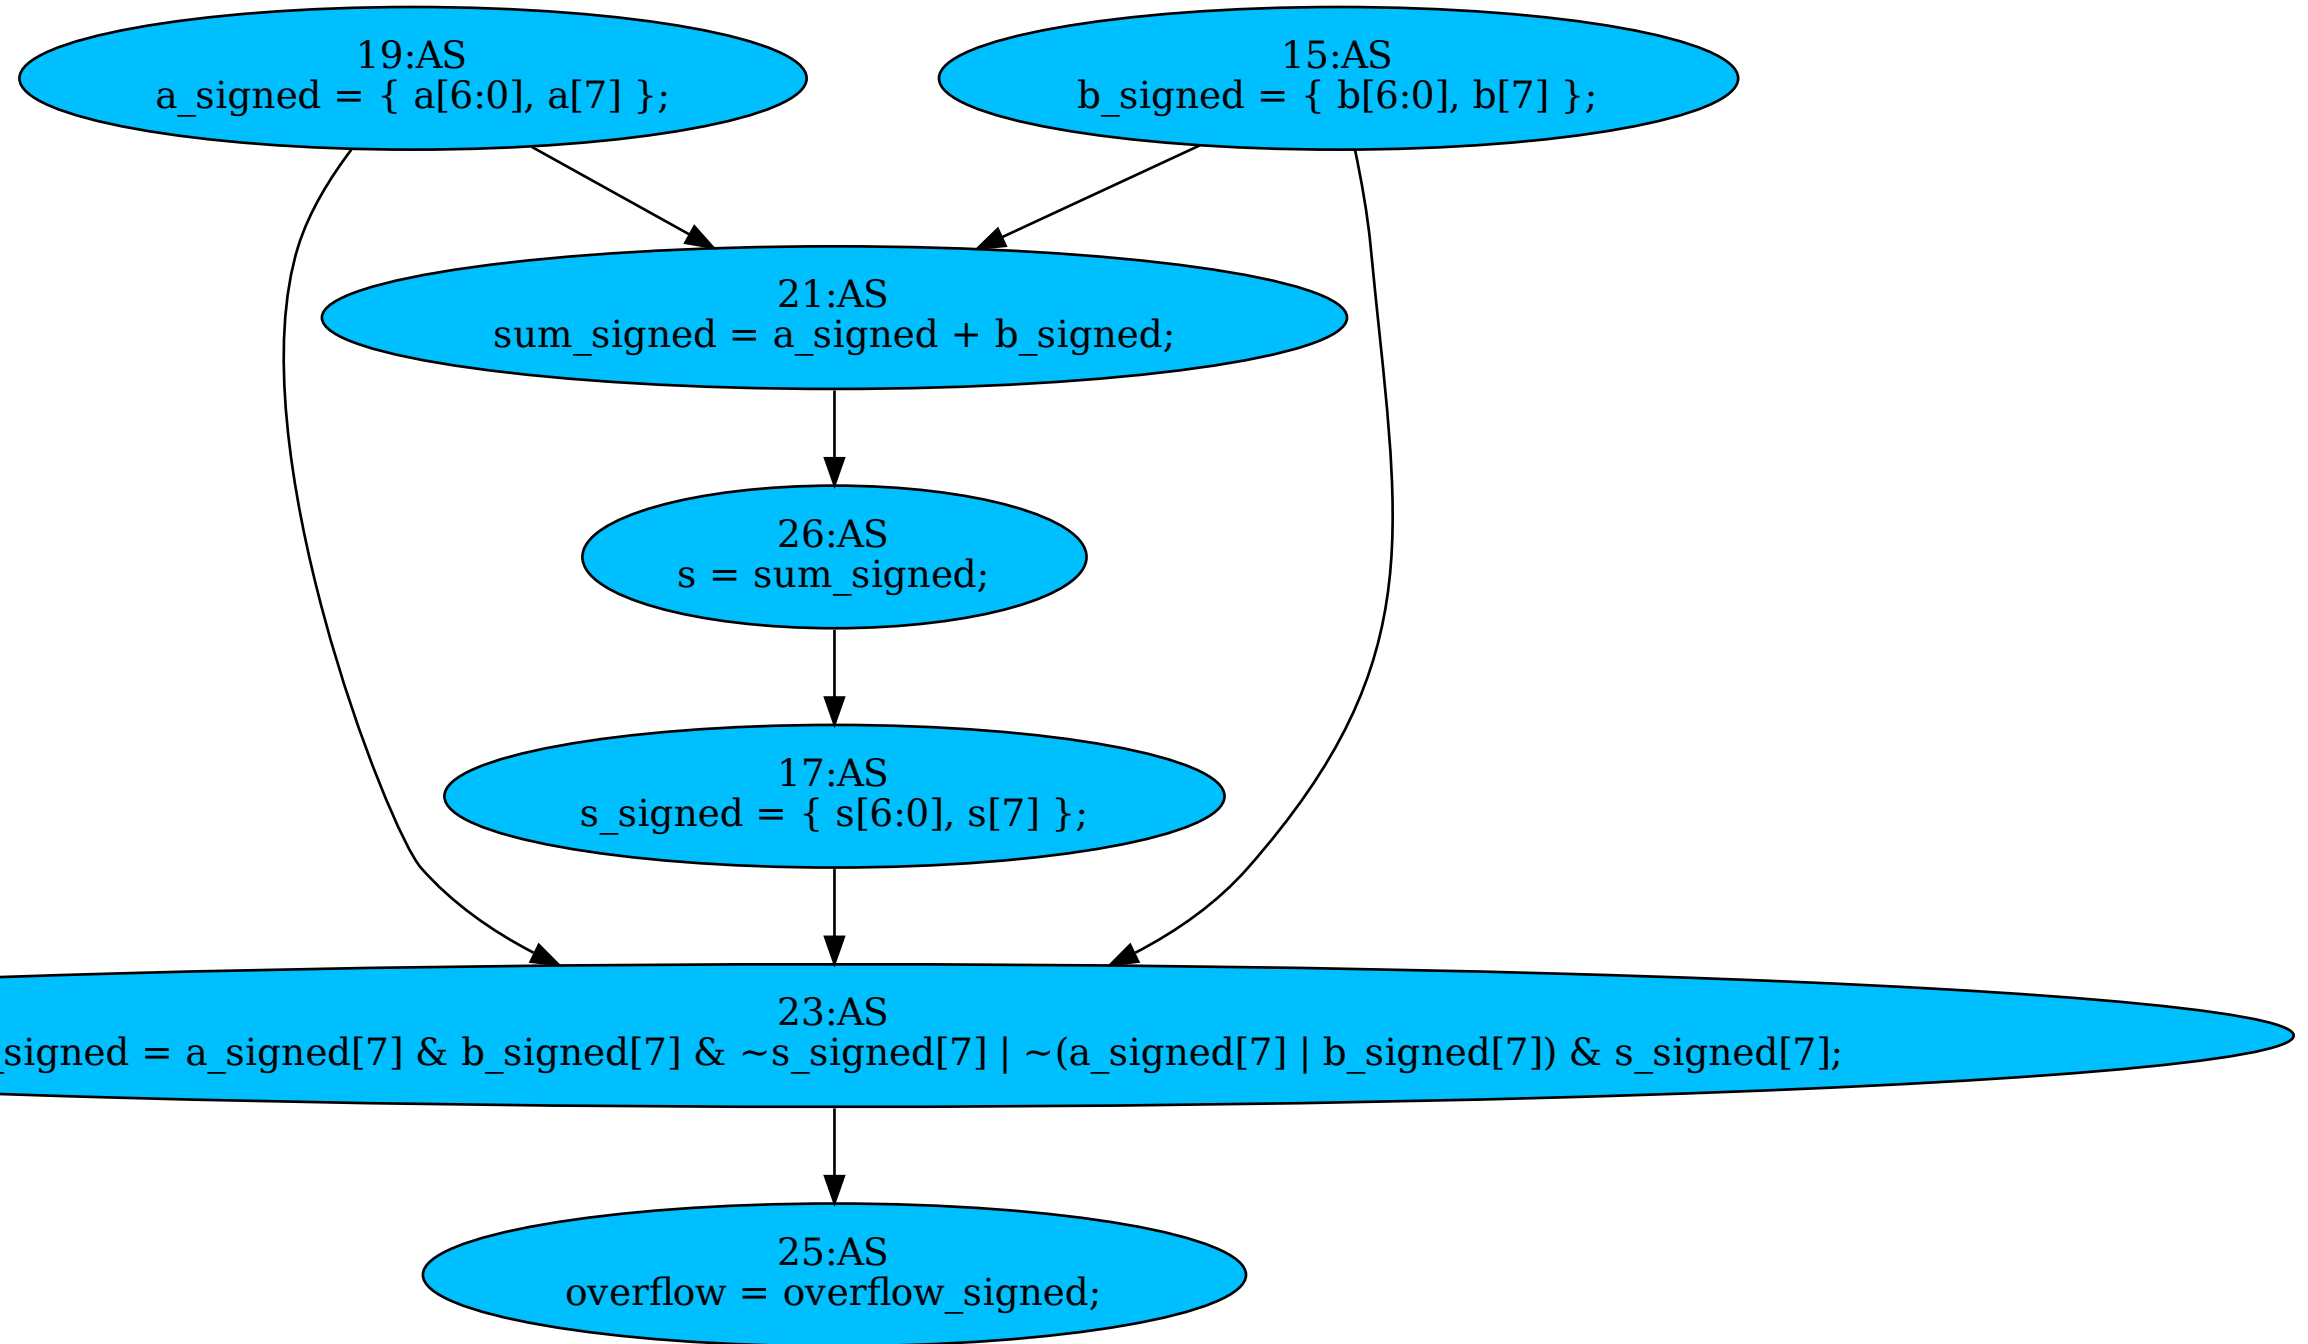 19:AS
a_signed = { a[6:0], a[7] };
15:AS
b_signed = { b[6:0], b[7] };
21:AS
sum_signed = a_signed + b_signed;
26:AS
s = sum_signed;
17:AS
s_signed = { s[6:0], s[7] };
23:AS
_signed = a_signed[7] & b_signed[7] & ~s_signed[7] | ~(a_signed[7] | b_signed[7]) & s_signed[7];
25:AS
overflow = overflow_signed;